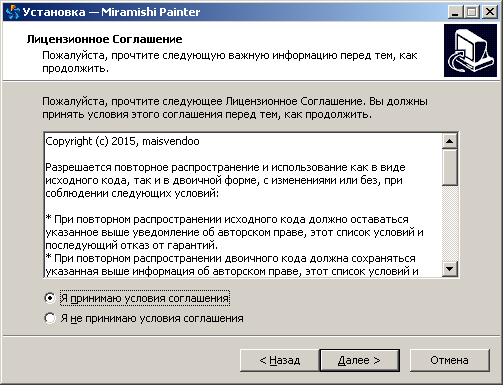 Установка — Miramishi Painter
Лицензионное Соглашение
Пожалуйста, прочтите следующую важную информацию перед тем, как
продолжить.
Пожалуйста, прочтите следующее Лицензионное Соглашение. Вы должны
принять условия этого соглашения перед тем, как продолжить.
Copyright (c) 2015, maisvendoo
Разрешается повторное распространение и использование как в виде
исходного кода, так и в двоичной форме, с изменениями или без, при
соблюдении следующих условий:
* При повторном распространении исходного кода должно оставаться
указанное выше уведомление об авторском праве, этот список условий и
последующий отказ от гарантий.
* При повторном распространении двоичного кода должна сохраняться
указанная выше информация об авторском праве, этот список условий и
Я принимаю условия соглашения
Я не принимаю условия соглашения
< Назад
Далее >
Отмена